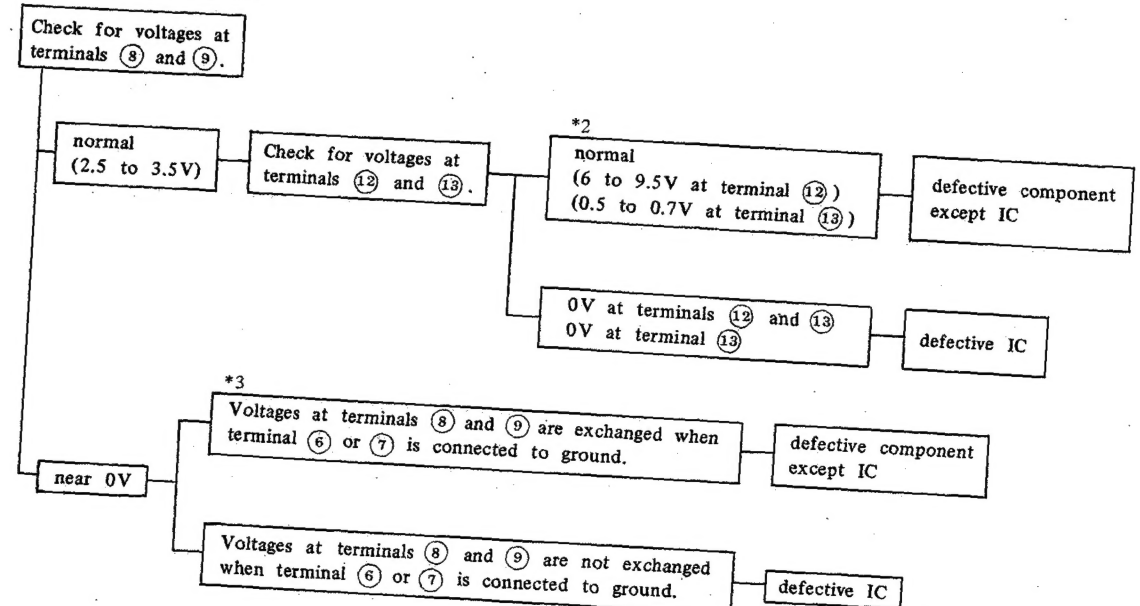 Check for voltages at
terminals ⑧ and ⑨.
normal
(2.5 to 3.5V)
Check for voltages at
terminals ⑫ and ⑬.
*2
normal
(6 to 9.5V at terminal ⑫)
(0.5 to 0.7V at terminal ⑬)
defective component
except IC
0V at terminals ⑫ and ⑬
0V at terminal ⑬
defective IC
near 0V
*3
Voltages at terminals ⑧ and ⑨ are exchanged when
terminal ⑥ or ⑦ is connected to ground.
defective component
except IC
Voltages at terminals ⑧ and ⑨ are not exchanged
when terminal ⑥ or ⑦ is connected to ground.
defective IC